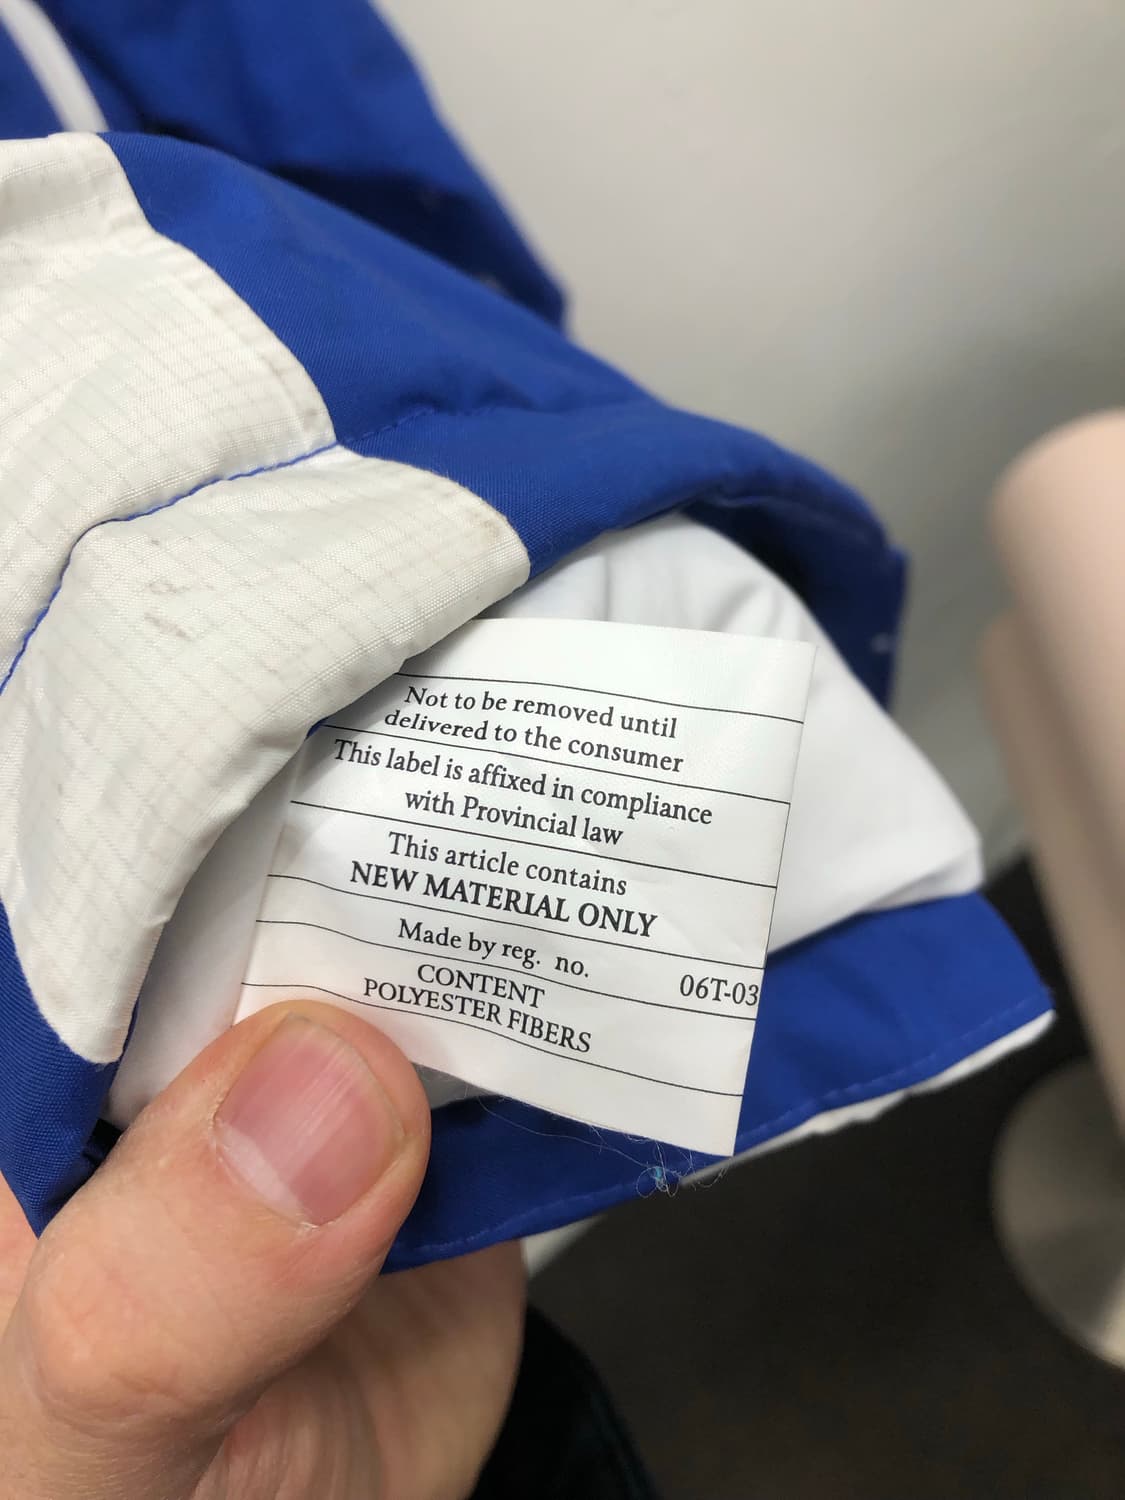 Not to be removed until
delivered to the consumer
This label is affixed in compliance
with Provincial law
This article contains
NEW MATERIAL ONLY
Made by reg. no. 06T-03
CONTENT
POLYESTER FIBERS